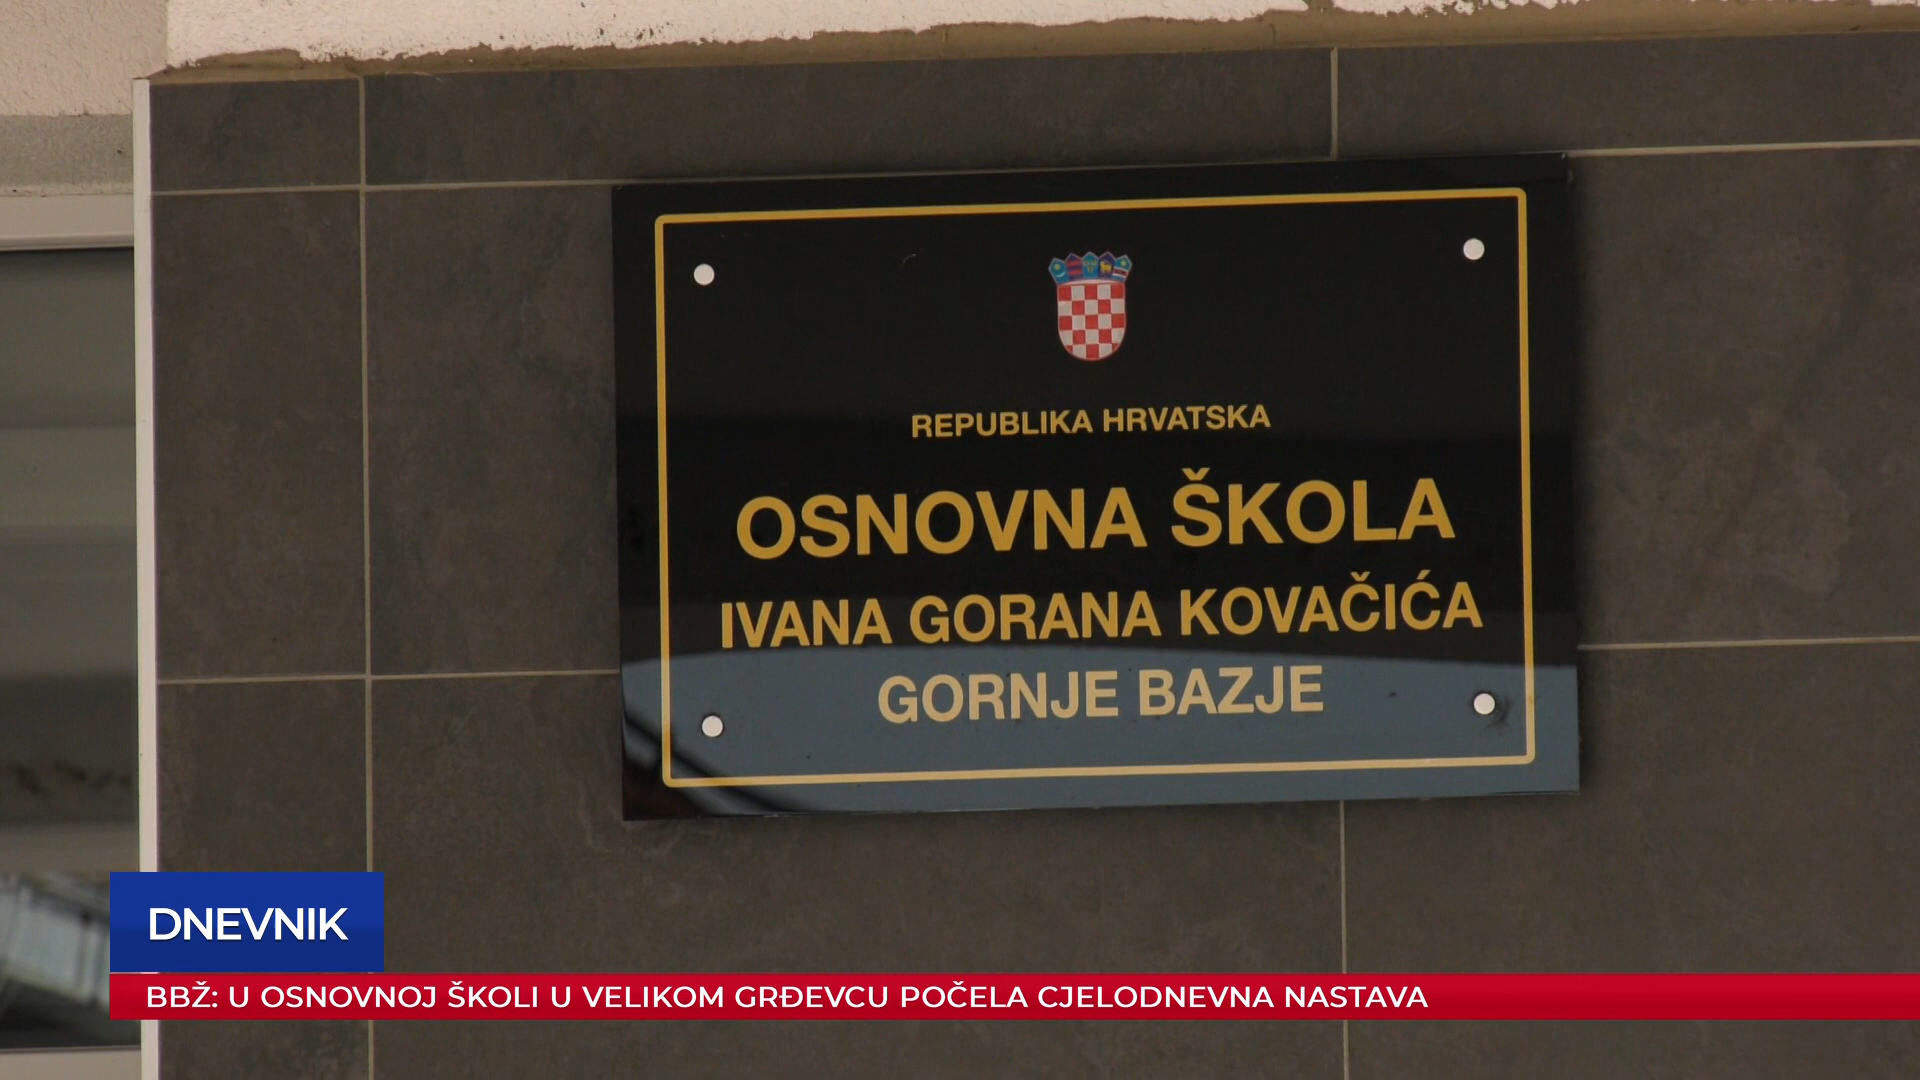 REPUBLIKA HRVATSKA
OSNOVNA ŠKOLA
IVANA GORANA KOVAČIĆA
GORNJE BAZJE
DNEVNIK
BBŽ: U OSNOVNOJ ŠKOLI U VELIKOM GRĐEVCU POČELA CJELODNEVNA NASTAVA